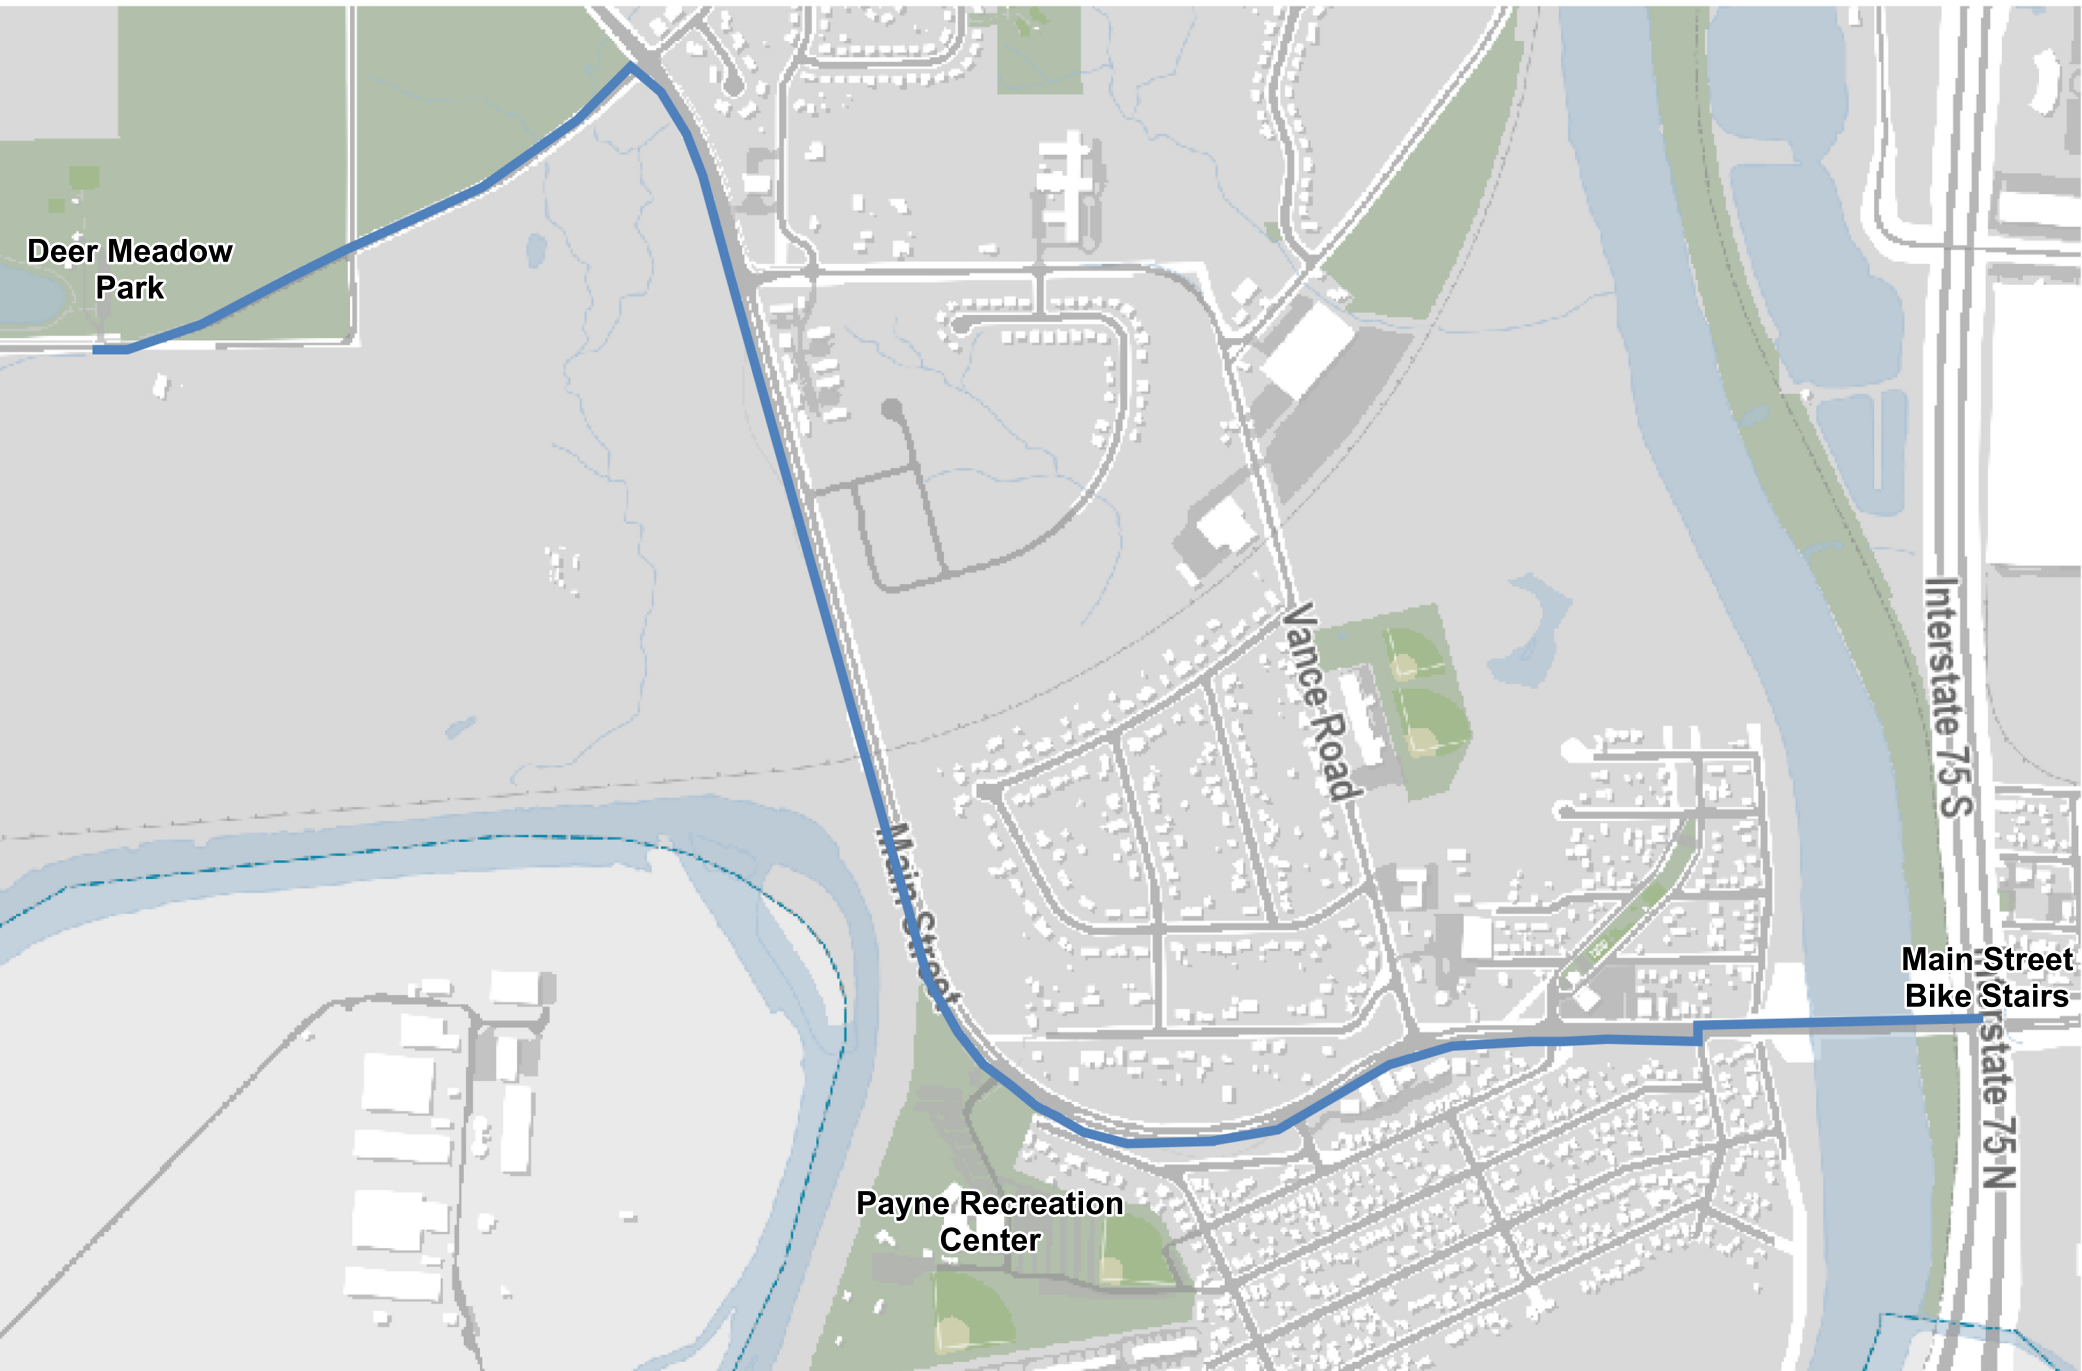 Deer Meadow
Park
Interstate 75 S
Vance Road
Main Street
Main Street
Bike Stairs
Interstate 75 N
Payne Recreation
Center